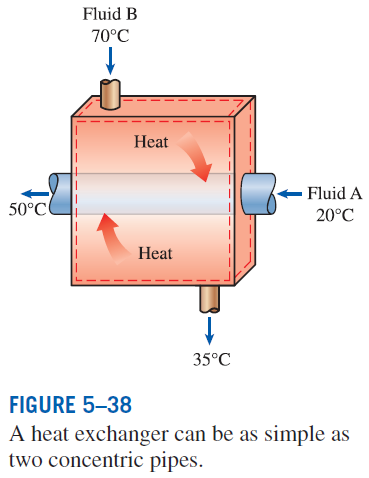 Fluid B
70°C
Heat
Fluid A
20°C
50°C
Heat
35°C
FIGURE 5–38
A heat exchanger can be as simple as
two concentric pipes.